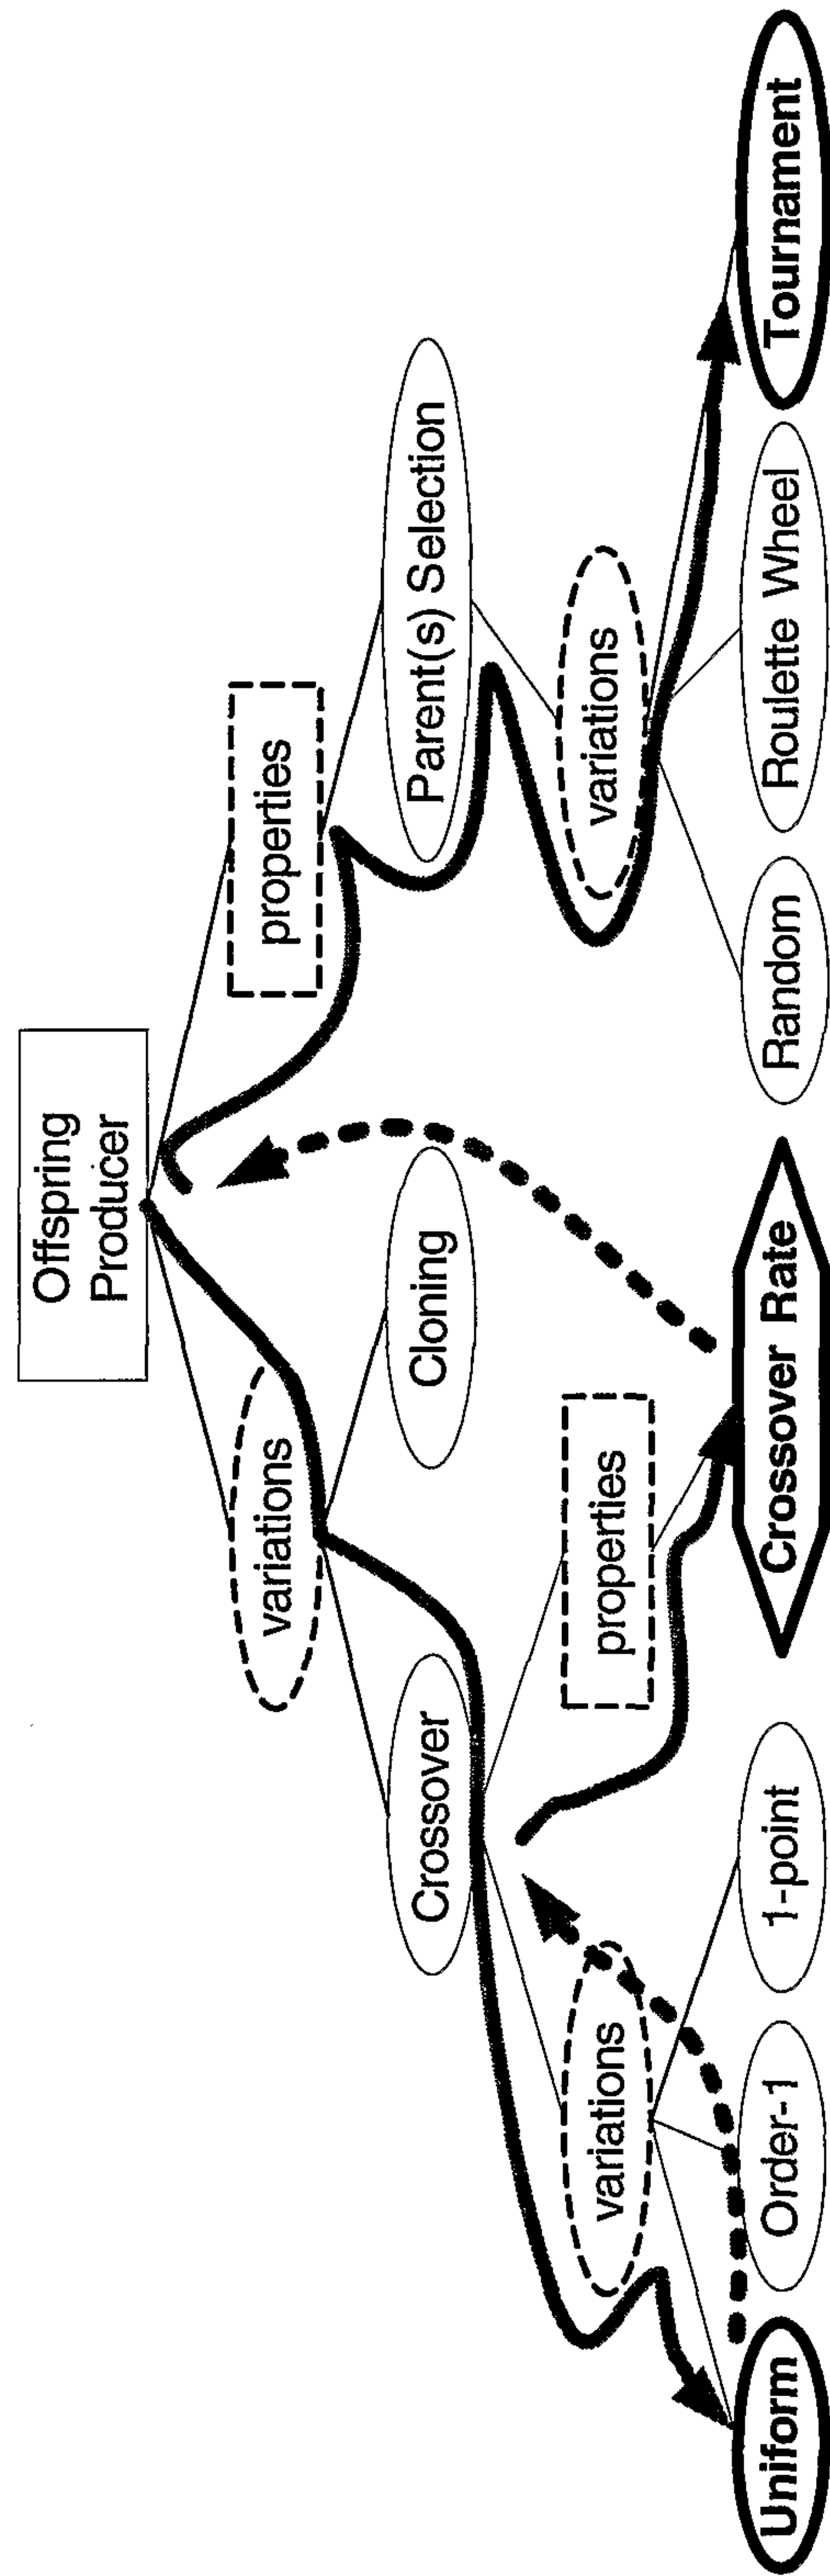 Offspring
Producer
variations
properties
Crossover
Cloning
Parent(s) Selection
variations
properties
variations
Uniform
Order-1
1-point
Crossover Rate
Random
Roulette Wheel
Tournament